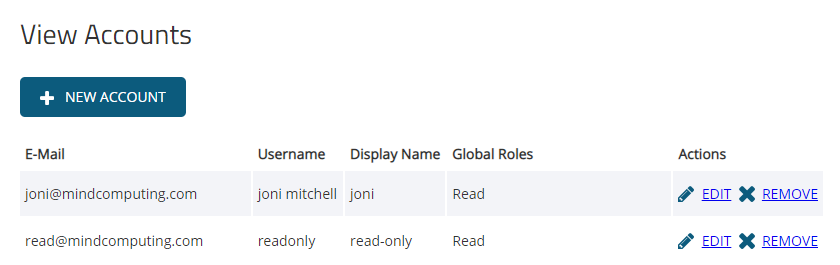 View Accounts
NEW ACCOUNT
E-Mail Username Display Name Global Roles Actions
joni@mindcomputing.com joni mitchell joni Read EDIT REMOVE
read@mindcomputing.com readonly read-only Read EDIT REMOVE